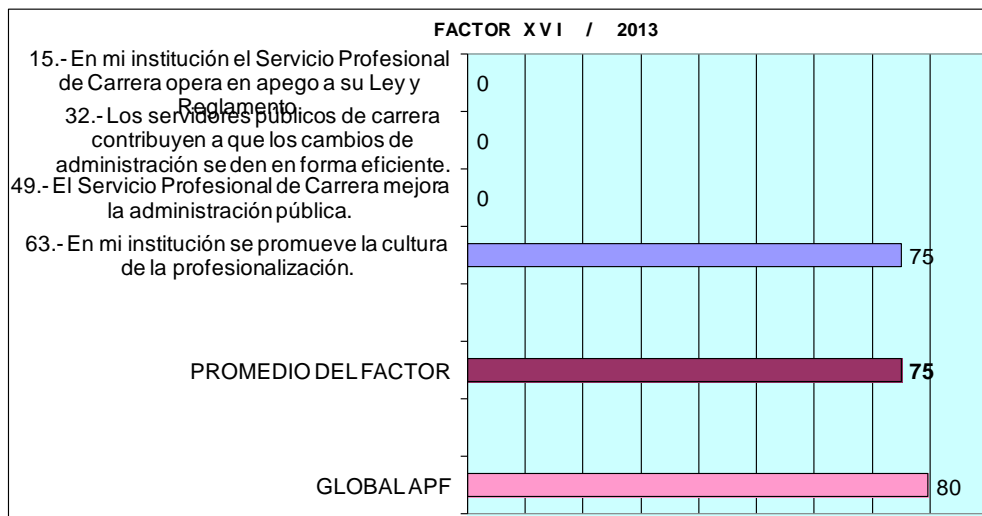 FACTOR X V I / 2013
15.- En mi institución el Servicio Profesional
de Carrera opera en apego a su Ley y
Reglamento
0
32.- Los servidores públicos de carrera
contribuyen a que los cambios de
administración se den en forma eficiente.
0
49.- El Servicio Profesional de Carrera mejora
la administración pública.
0
63.- En mi institución se promueve la cultura
de la profesionalización.
75
PROMEDIO DEL FACTOR
75
GLOBAL APF
80